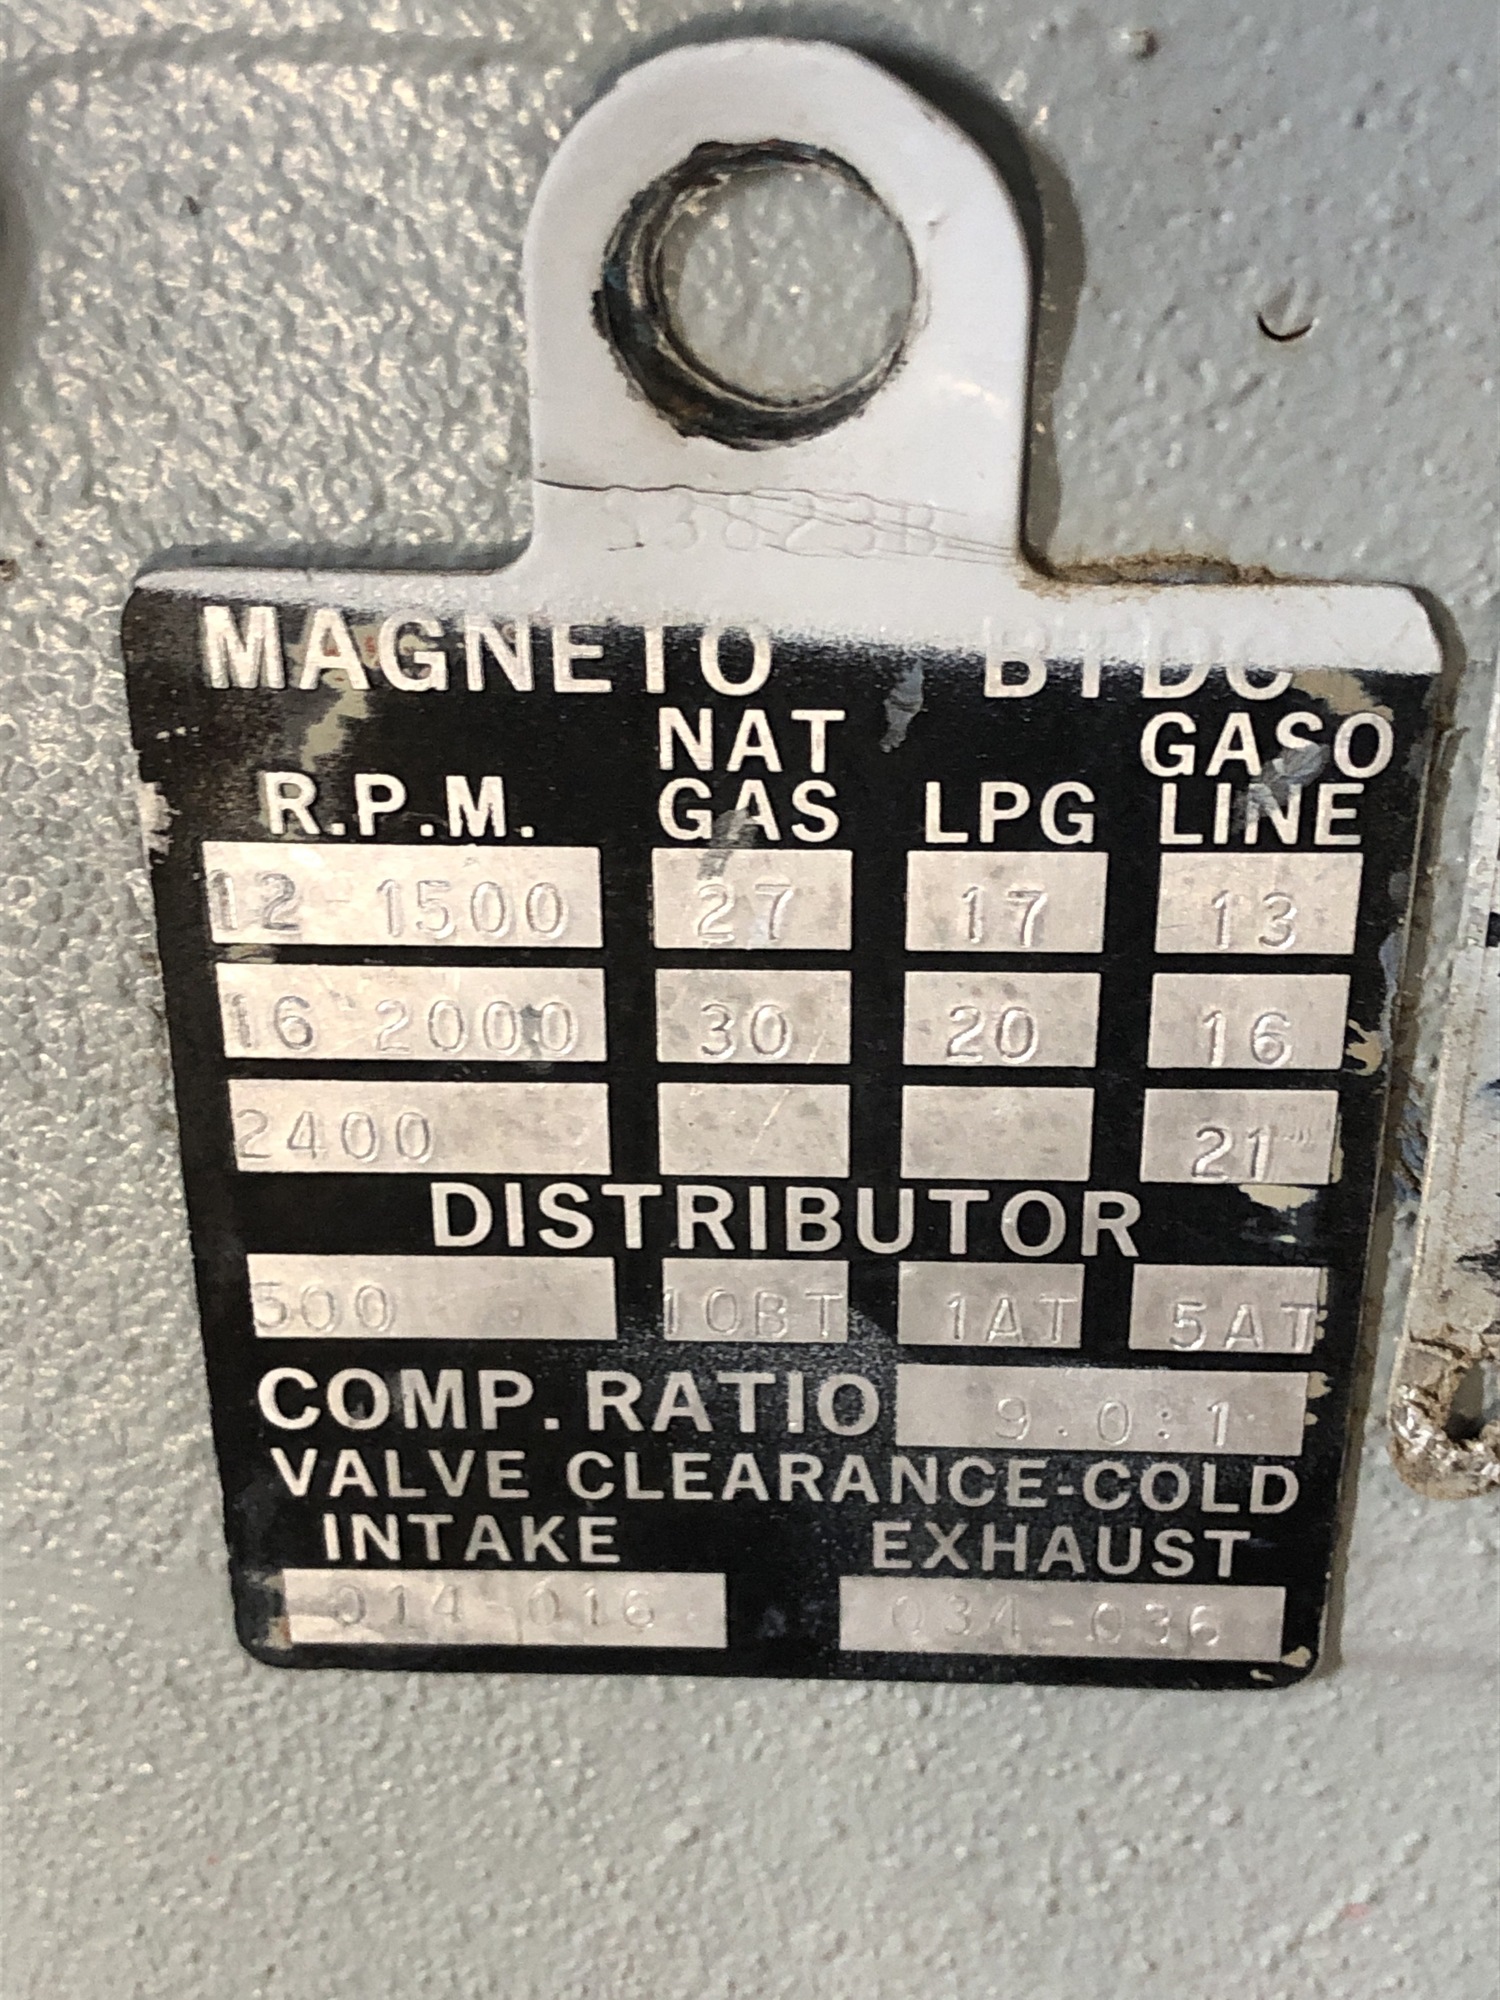 S3823B
MAGNETO BTDC
NAT GASO
R.P.M. GAS LPG LINE
12-1500 27 17 13
16-2000 30 20 16
2400 21
DISTRIBUTOR
500 10BT 1AT 5AT
COMP. RATIO 9.0:1
VALVE CLEARANCE-COLD
INTAKE EXHAUST
014-016 034-036